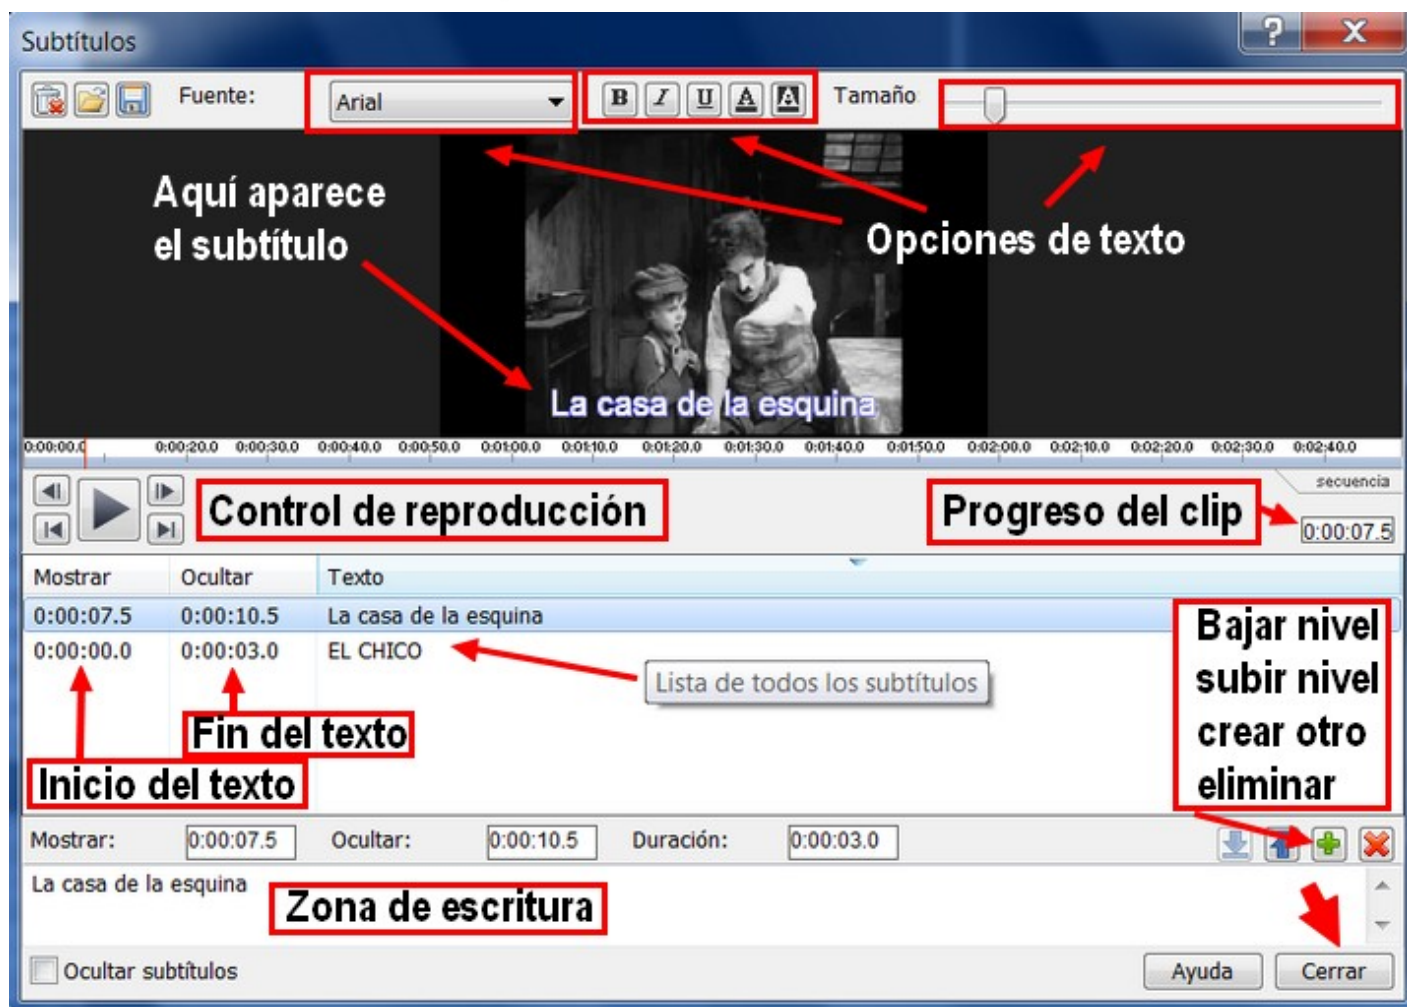 Subtítulos
Fuente:
Arial
B I U A A
Tamaño
Aquí aparece
el subtítulo
Opciones de texto
La casa de la esquina
0:00:00.0 0:00:20.0 0:00:30.0 0:00:40.0 0:00:50.0 0:01:00.0 0:01:10.0 0:01:20.0 0:01:30.0 0:01:40.0 0:01:50.0 0:02:00.0 0:02:10.0 0:02:20.0 0:02:30.0 0:02:40.0
secuencia
Control de reproducción
Progreso del clip
0:00:07.5
Mostrar Ocultar Texto
0:00:07.5 0:00:10.5 La casa de la esquina
0:00:00.0 0:00:03.0 EL CHICO
Lista de todos los subtítulos
Bajar nivel
subir nivel
crear otro
eliminar
Fin del texto
Inicio del texto
Mostrar: 0:00:07.5 Ocultar: 0:00:10.5 Duración: 0:00:03.0
La casa de la esquina
Zona de escritura
Ocultar subtítulos
Ayuda
Cerrar